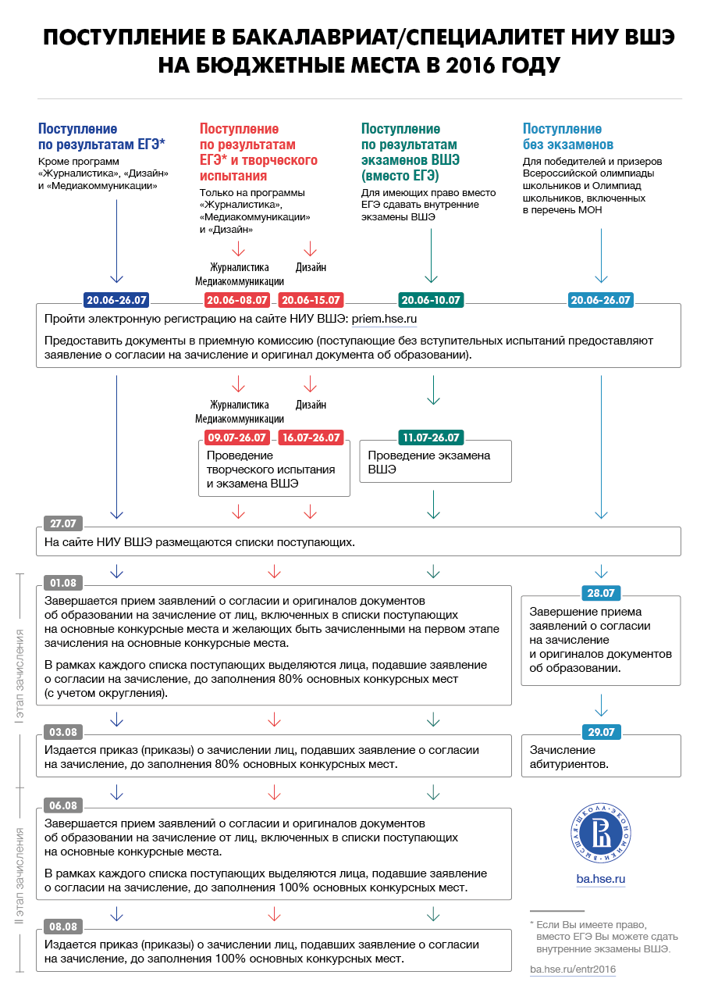 ПОСТУПЛЕНИЕ В БАКАЛАВРИАТ/СПЕЦИАЛИТЕТ НИУ ВШЭ
НА БЮДЖЕТНЫЕ МЕСТА В 2016 ГОДУ
Поступление
по результатам ЕГЭ*
Кроме программ
«Журналистика», «Дизайн»
и «Медиакоммуникации»
Поступление
по результатам
ЕГЭ* и творческого
испытания
Только на программы
«Журналистика»,
«Медиакоммуникации»
и «Дизайн»
Поступление
по результатам
экзаменов ВШЭ
(вместо ЕГЭ)
Для имеющих право вместо
ЕГЭ сдавать внутренние
экзамены ВШЭ
Поступление
без экзаменов
Для победителей и призеров
Всероссийской олимпиады
школьников и Олимпиад
школьников, включенных
в перечень МОН
Журналистика
Медиакоммуникации
Дизайн
20.06-26.07
20.06-08.07
20.06-15.07
20.06-10.07
20.06-26.07
Пройти электронную регистрацию на сайте НИУ ВШЭ: priem.hse.ru
Предоставить документы в приемную комиссию (поступающие без вступительных испытаний предоставляют
заявление о согласии на зачисление и оригинал документа об образовании).
Журналистика
Медиакоммуникации
Дизайн
09.07-26.07
16.07-26.07
11.07-26.07
Проведение
творческого испытания
и экзамена ВШЭ
Проведение экзамена
ВШЭ
27.07
На сайте НИУ ВШЭ размещаются списки поступающих.
I этап зачисления
01.08
Завершается прием заявлений о согласии и оригиналов документов
об образовании на зачисление от лиц, включенных в списки поступающих
на основные конкурсные места и желающих быть зачисленными на первом этапе
зачисления на основные конкурсные места.
В рамках каждого списка поступающих выделяются лица, подавшие заявление
о согласии на зачисление, до заполнения 80% основных конкурсных мест
(с учетом округления).
28.07
Завершение приема
заявлений о согласии
на зачисление
и оригиналов документов
об образовании.
03.08
Издается приказ (приказы) о зачислении лиц, подавших заявление о согласии
на зачисление, до заполнения 80% основных конкурсных мест.
29.07
Зачисление
абитуриентов.
II этап зачисления
06.08
Завершается прием заявлений о согласии и оригиналов документов
об образовании на зачисление от лиц, включенных в списки поступающих
на основные конкурсные места.
В рамках каждого списка поступающих выделяются лица, подавшие заявление
о согласии на зачисление, до заполнения 100% основных конкурсных мест.
08.08
Издается приказ (приказы) о зачислении лиц, подавших заявление о согласии
на зачисление, до заполнения 100% основных конкурсных мест.
ВЫСШАЯ ШКОЛА ЭКОНОМИКИ
ba.hse.ru
* Если Вы имеете право,
вместо ЕГЭ Вы можете сдать
внутренние экзамены ВШЭ.
ba.hse.ru/entr2016